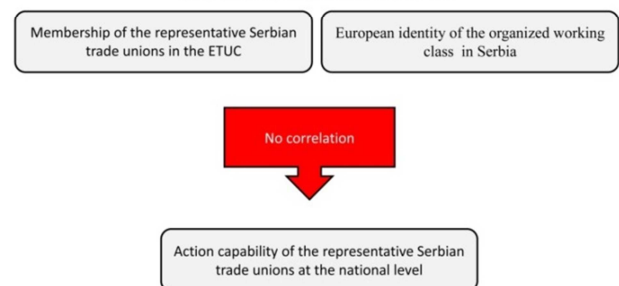 Membership of the representative Serbian
trade unions in the ETUC
European identity of the organized working
class in Serbia
No correlation
Action capability of the representative Serbian
trade unions at the national level